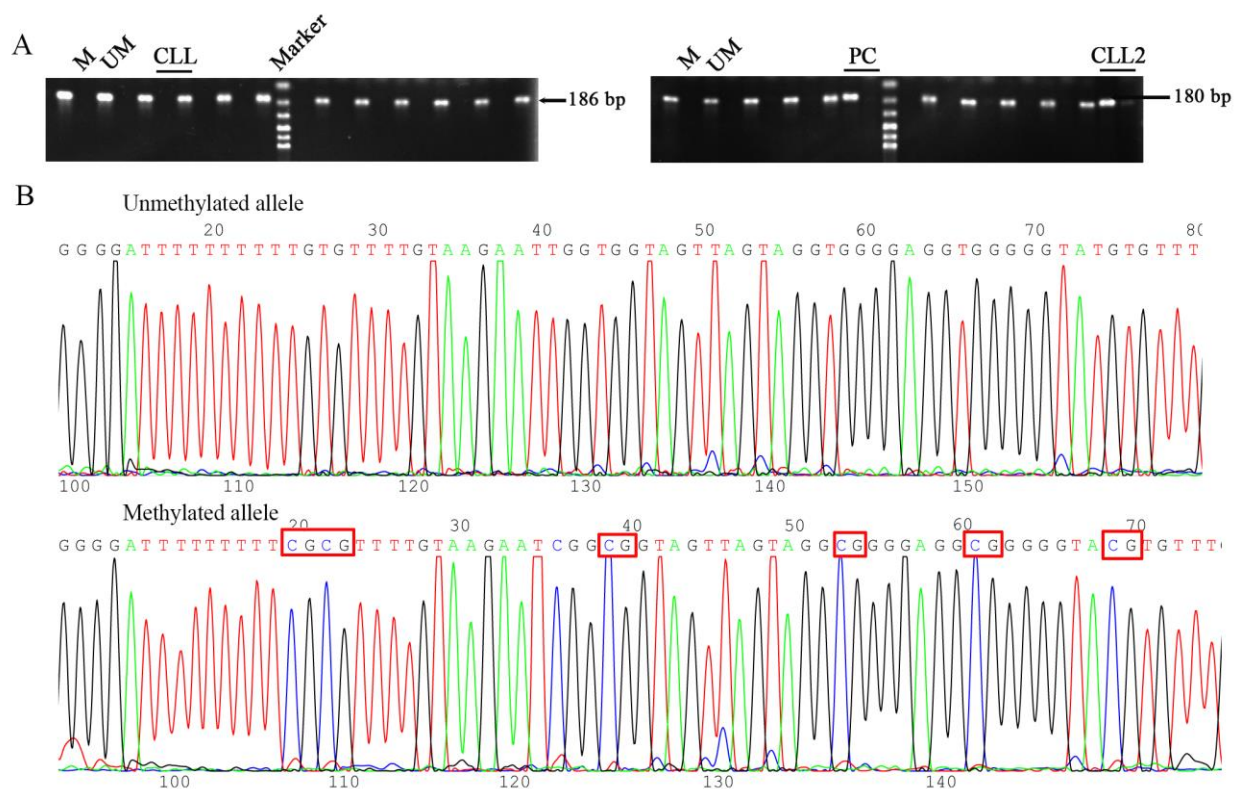 A
M
UM
CLL
Marker
186 bp
M
UM
PC
CLL2
180 bp
B
Unmethylated allele
20 30 40 50 60 70 80
G G G G A T T T T T T T T T T G T G T T T T G T A A G A A T T G G T G G T A G T T A G T A G G T G G G G A G G T G G G G G T A T G T G T T T
100 110 120 130 140 150
Methylated allele
20 30 40 50 60 70
G G G G A T T T T T T T T T C G C G T T T T G T A A G A A T C G G C G G T A G T T A G T A G G C G G G G A G G C G G G G G T A C G T G T T T
100 110 120 130 140